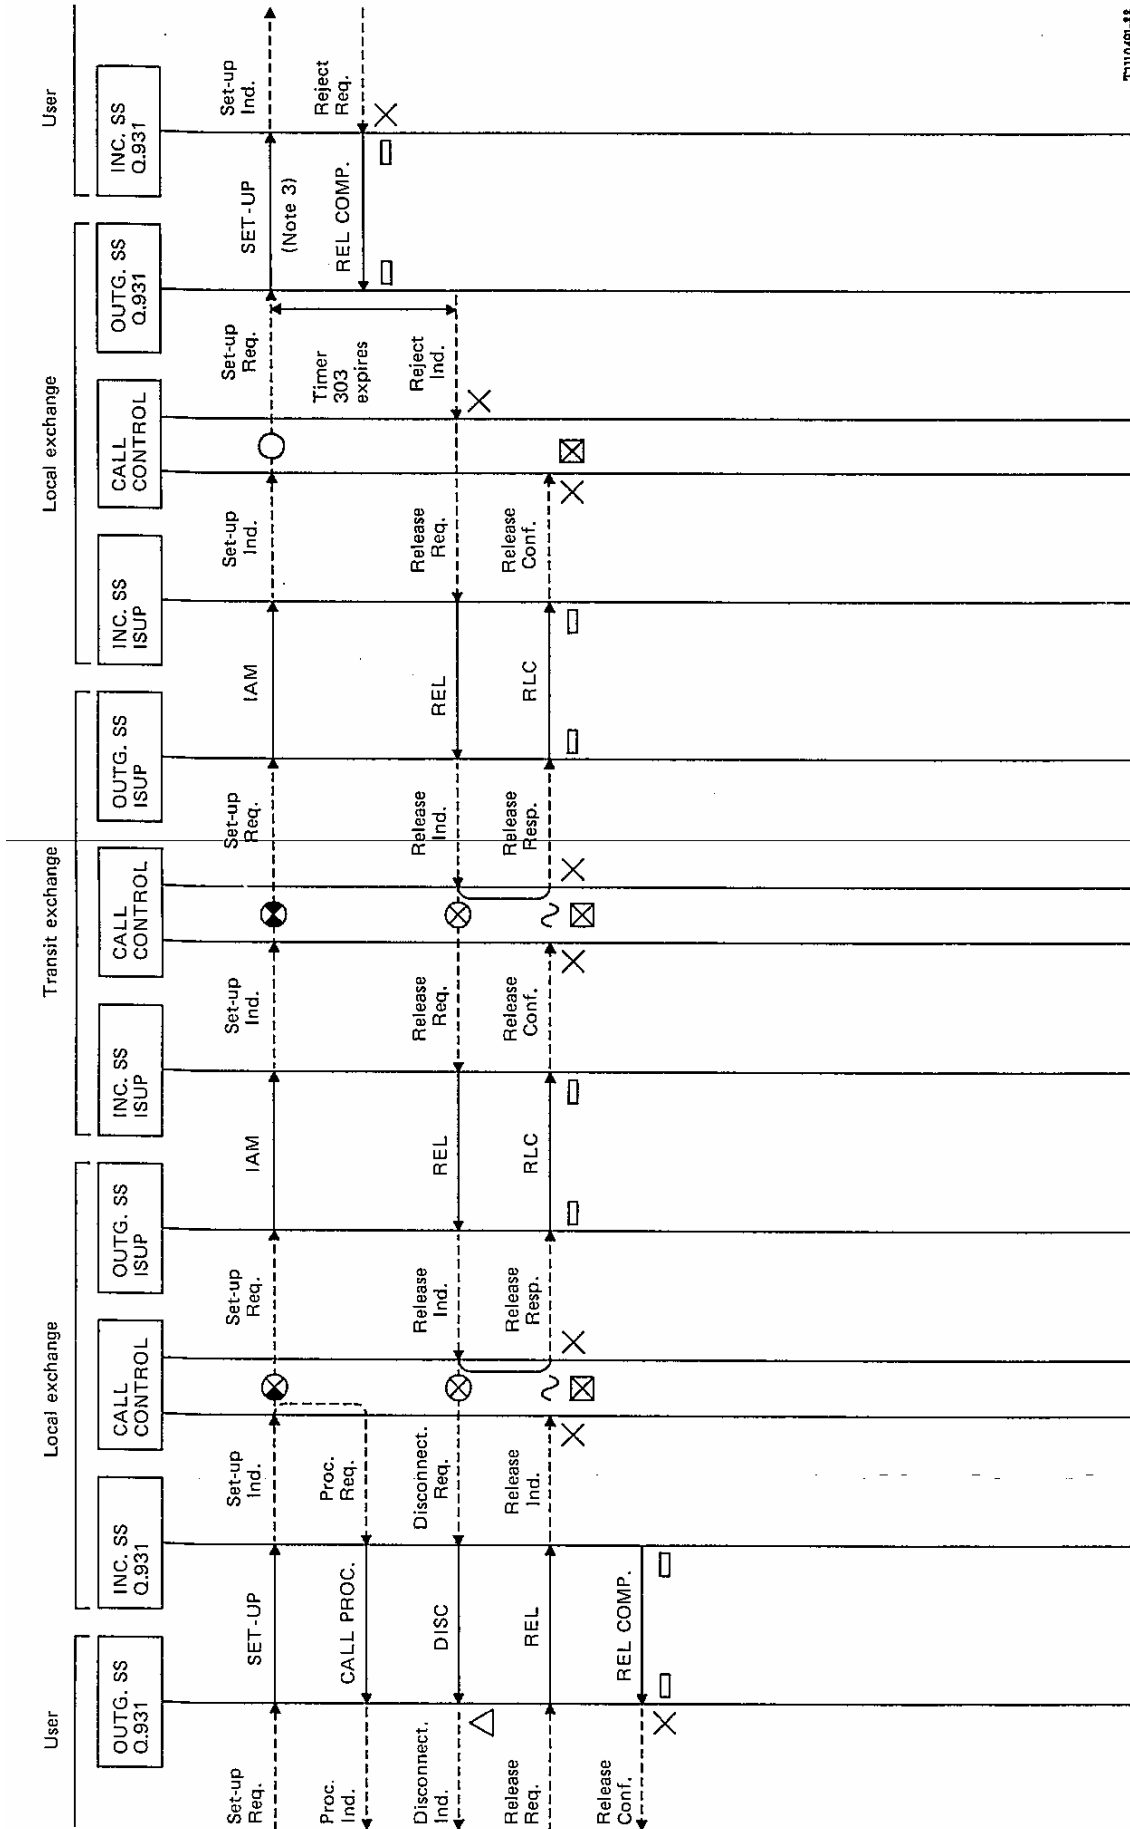 User
Local exchange
Transit exchange
Local exchange
User
OUTG. SS
Q.931
INC. SS
Q.931
CALL
CONTROL
OUTG. SS
ISUP
INC. SS
ISUP
CALL
CONTROL
OUTG. SS
ISUP
INC. SS
ISUP
CALL
CONTROL
OUTG. SS
Q.931
INC. SS
Q.931
Set-up
Req.
SET-UP
Set-up
Ind.
Set-up
Req.
IAM
Set-up
Ind.
Set-up
Req.
IAM
Set-up
Ind.
Set-up
Req.
SET-UP
(Note 3)
Set-up
Ind.
Proc.
Ind.
CALL PROC.
Proc.
Req.
Timer
303
expires
REL COMP.
Reject
Req.
Disconnect.
Ind.
DISC
Disconnect.
Req.
Release
Ind.
REL
Release
Req.
Release
Ind.
REL
Release
Req.
Reject
Ind.
Release
Req.
REL
Release
Ind.
Release
Resp.
RLC
Release
Conf.
Release
Resp.
RLC
Release
Conf.
Release
Conf.
REL COMP.